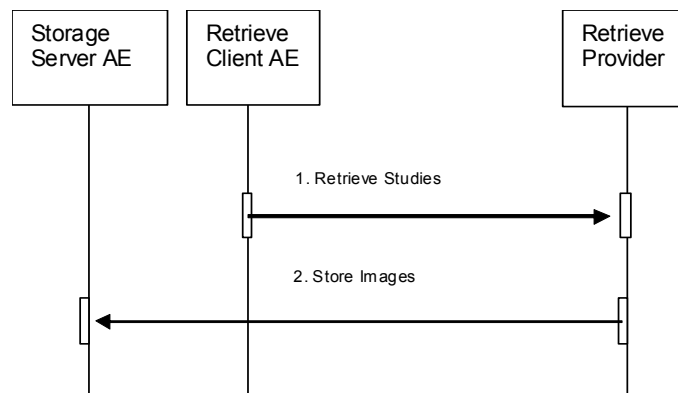 Storage
Server AE
Retrieve
Client AE
Retrieve
Provider
1. Retrieve Studies
2. Store Images